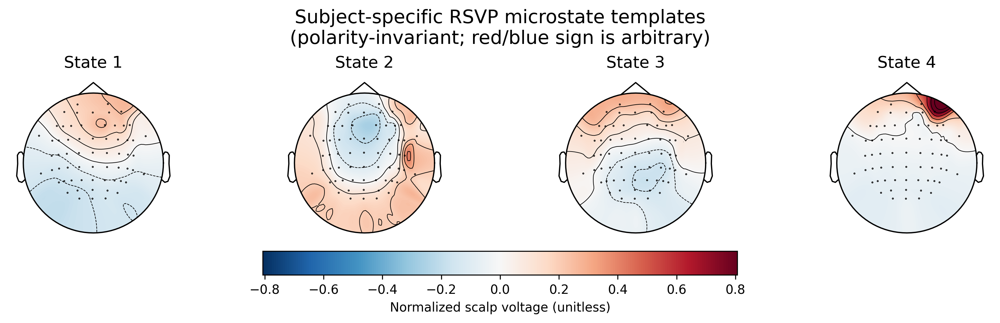 Subject-specific RSVP microstate templates
(polarity-invariant; red/blue sign is arbitrary)
State 1
State 2
State 3
State 4
−0.8
−0.6
−0.4
−0.2
0.0
0.2
0.4
0.6
0.8
Normalized scalp voltage (unitless)